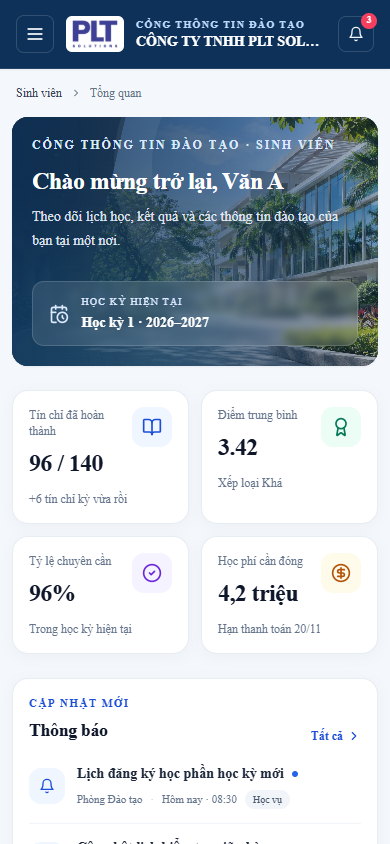 PLT
SOLUTIONS
CỔNG THÔNG TIN ĐÀO TẠO
CÔNG TY TNHH PLT SOL...
3
Sinh viên > Tổng quan
CỔNG THÔNG TIN ĐÀO TẠO · SINH VIÊN
Chào mừng trở lại, Văn A
Theo dõi lịch học, kết quả và các thông tin đào tạo của
bạn tại một nơi.
HỌC KỲ HIỆN TẠI
Học kỳ 1 · 2026–2027
Tín chỉ đã hoàn
thành
96 / 140
+6 tín chỉ kỳ vừa rồi
Điểm trung bình
3.42
Xếp loại Khá
Tỷ lệ chuyên cần
96%
Trong học kỳ hiện tại
Học phí cần đóng
4,2 triệu
Hạn thanh toán 20/11
CẬP NHẬT MỚI
Thông báo
Tất cả >
Lịch đăng ký học phần học kỳ mới
Phòng Đào tạo · Hôm nay · 08:30 Học vụ